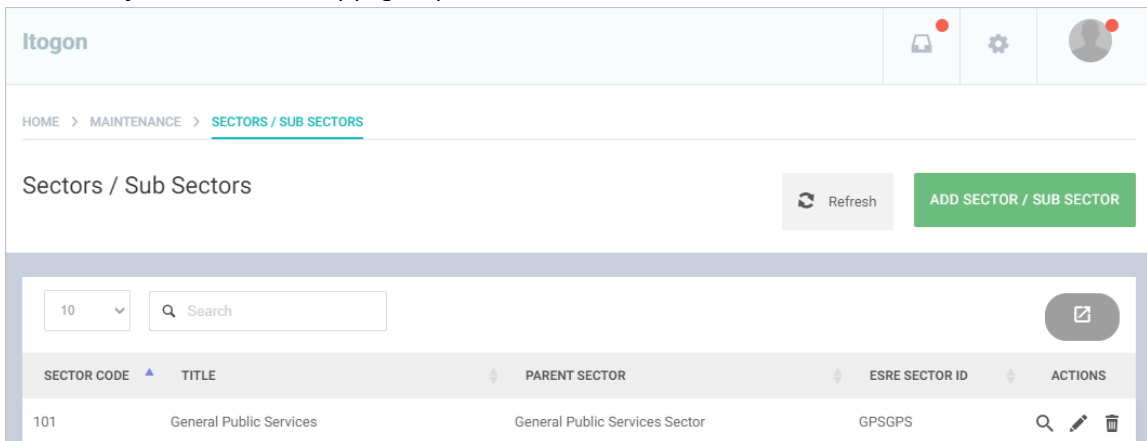 Itogon
HOME > MAINTENANCE > SECTORS / SUB SECTORS
Sectors / Sub Sectors
Refresh
ADD SECTOR / SUB SECTOR
10
Search
SECTOR CODE TITLE PARENT SECTOR ESRE SECTOR ID ACTIONS
101 General Public Services General Public Services Sector GPSGPS